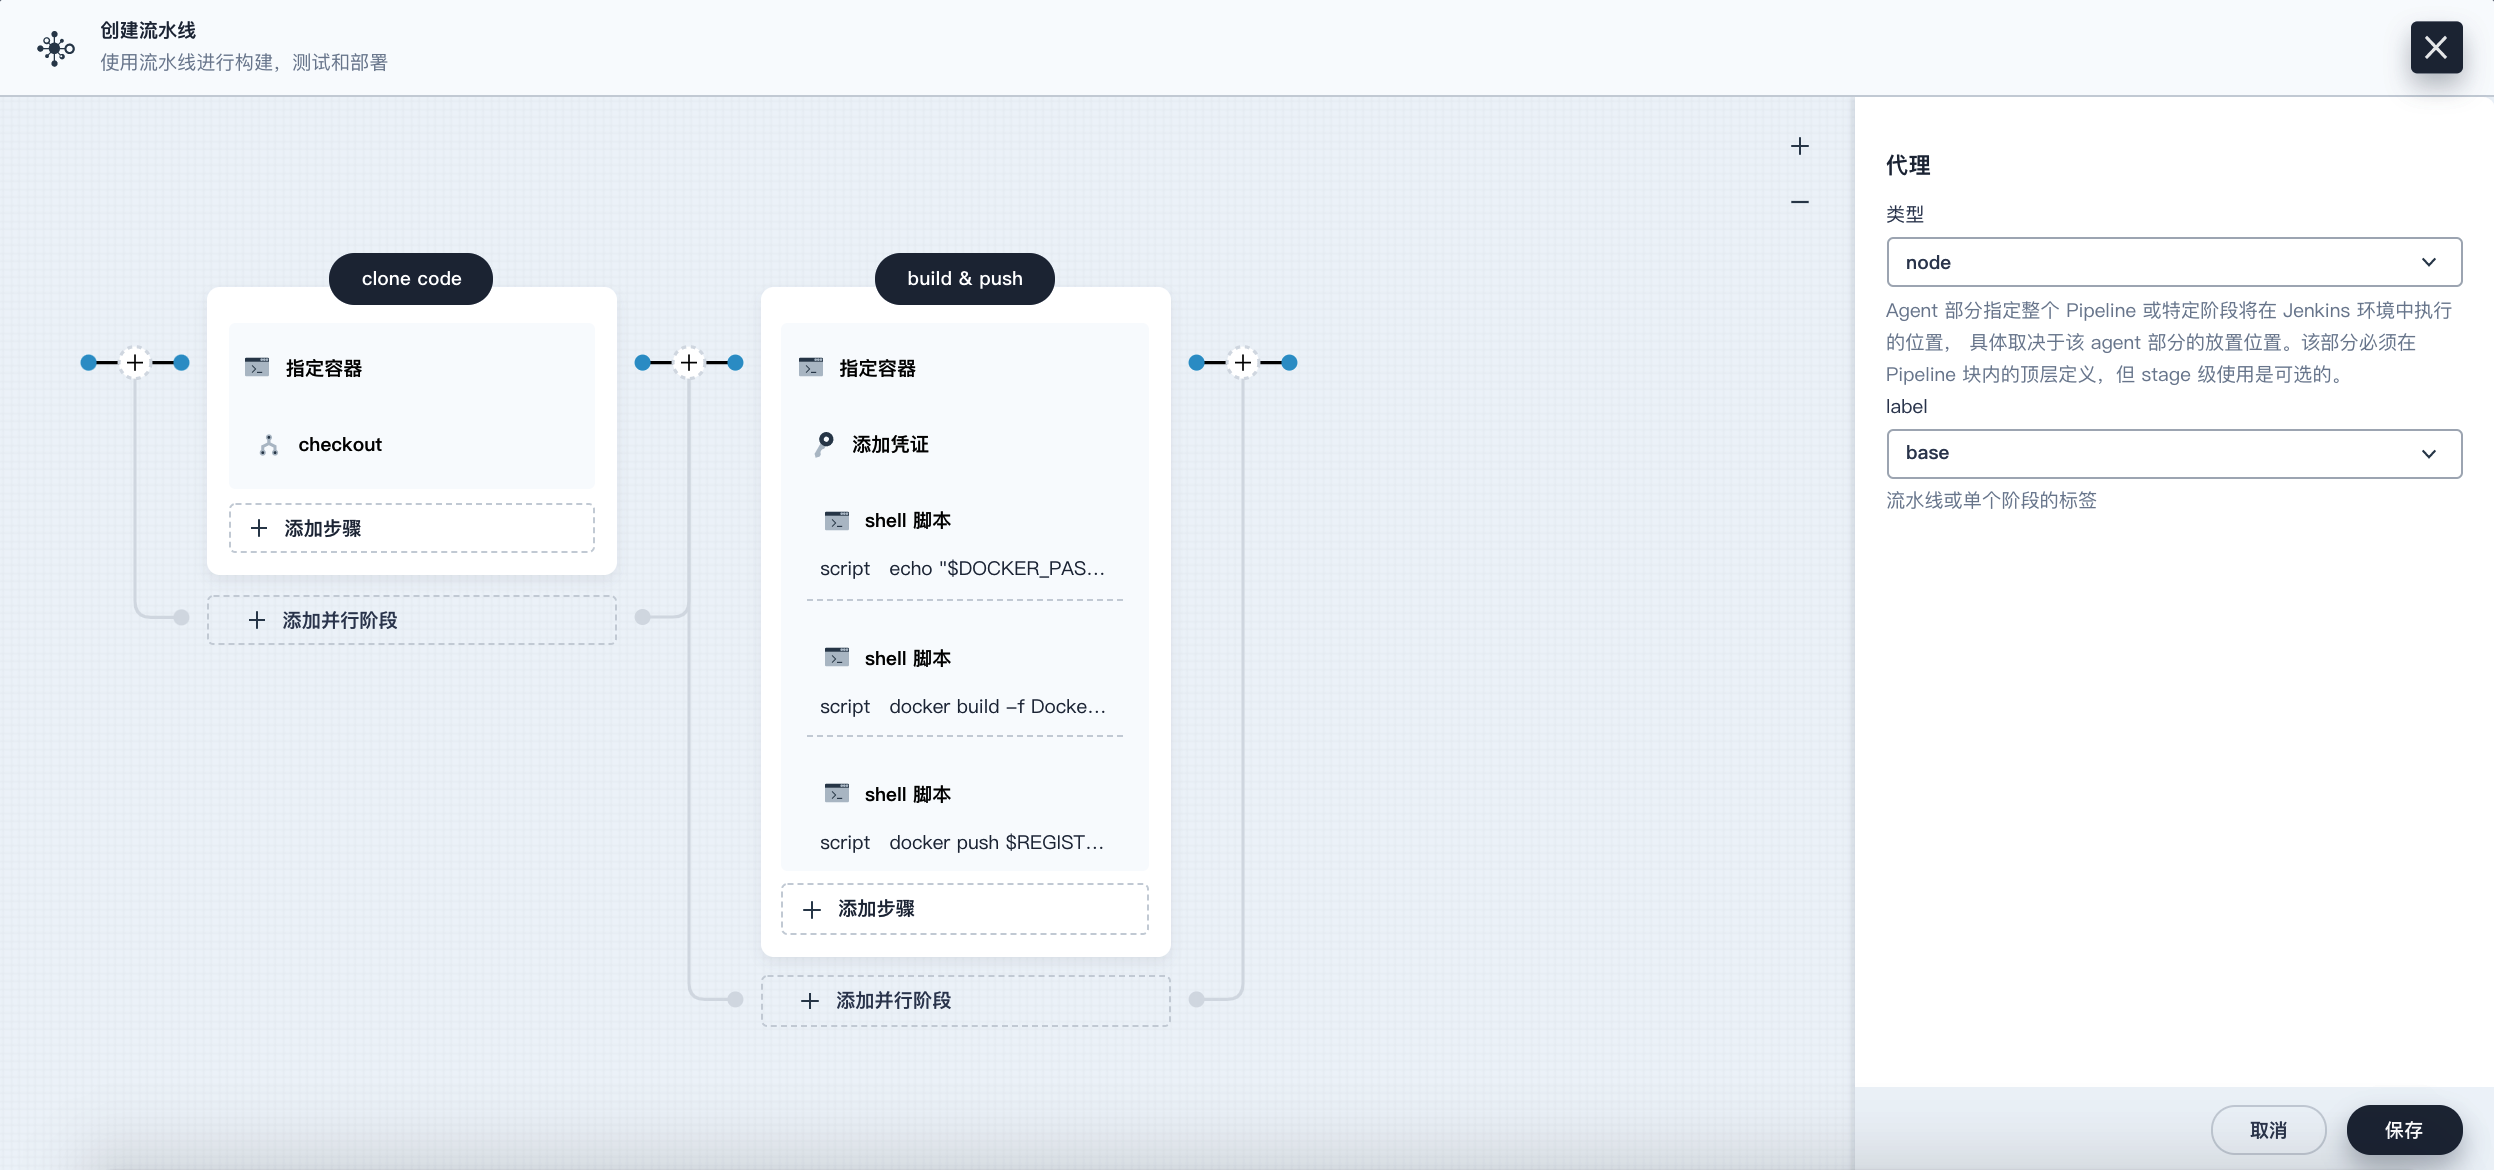 创建流水线
使用流水线进行构建，测试和部署
clone code
指定容器
checkout
添加步骤
添加并行阶段
build & push
指定容器
添加凭证
shell 脚本
script echo "$DOCKER_PAS...
shell 脚本
script docker build -f Docke...
shell 脚本
script docker push $REGIST...
添加步骤
添加并行阶段
代理
类型
node
Agent 部分指定整个 Pipeline 或特定阶段将在 Jenkins 环境中执行
的位置， 具体取决于该 agent 部分的放置位置。该部分必须在
Pipeline 块内的顶层定义，但 stage 级使用是可选的。
label
base
流水线或单个阶段的标签
取消
保存